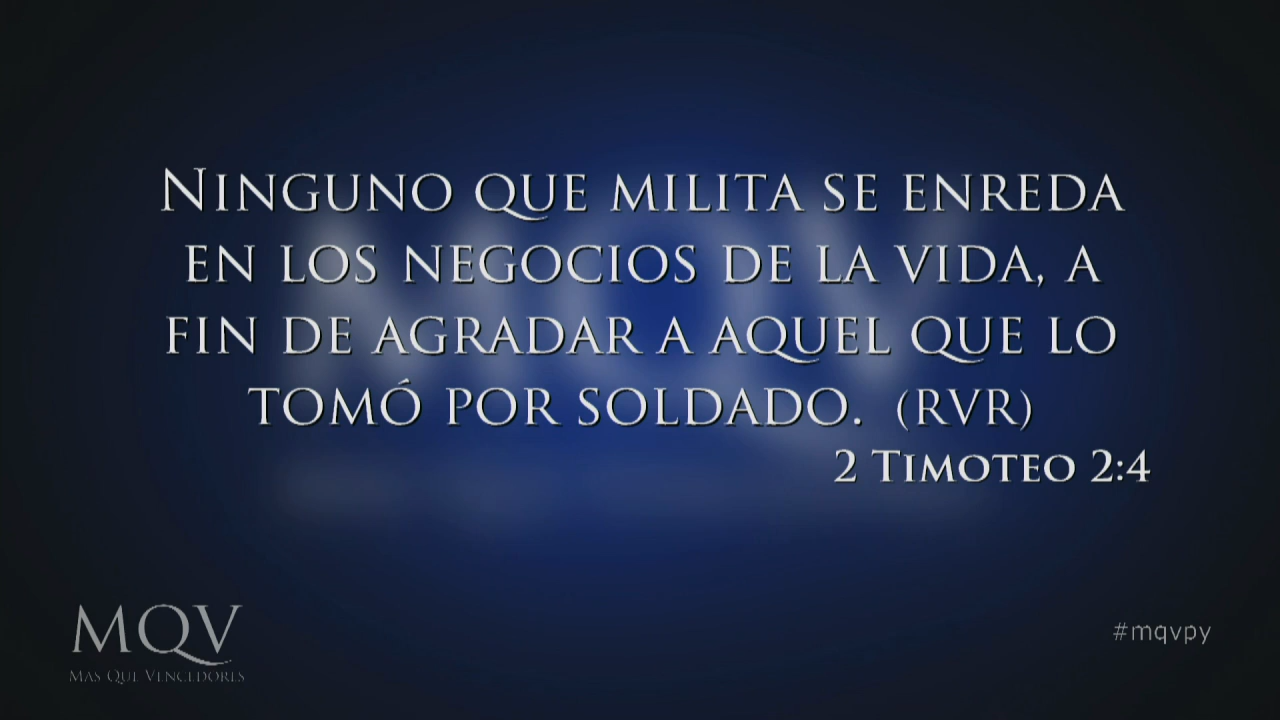 Ninguno que milita se enreda
en los negocios de la vida, a
fin de agradar a aquel que lo
tomó por soldado. (RVR)
2 Timoteo 2:4
MQV
Mas Que Vencedores
#mqvpy